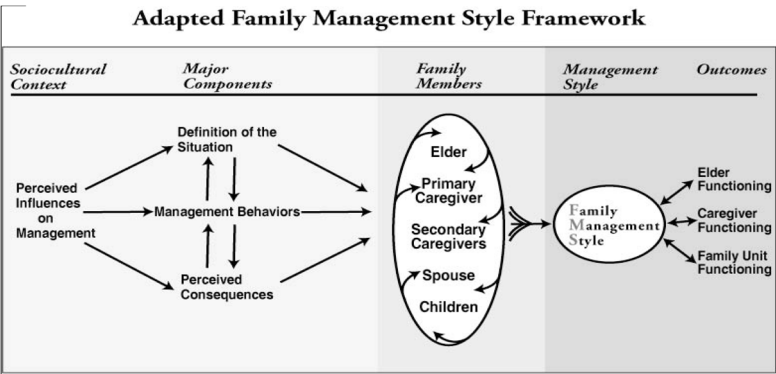 Adapted Family Management Style Framework
Sociocultural
Context
Major
Components
Family
Members
Management
Style
Outcomes
Perceived
Influences
on
Management
Definition of the
Situation
Management Behaviors
Perceived
Consequences
Elder
Primary
Caregiver
Secondary
Caregivers
Spouse
Children
Family
Management
Style
Elder
Functioning
Caregiver
Functioning
Family Unit
Functioning